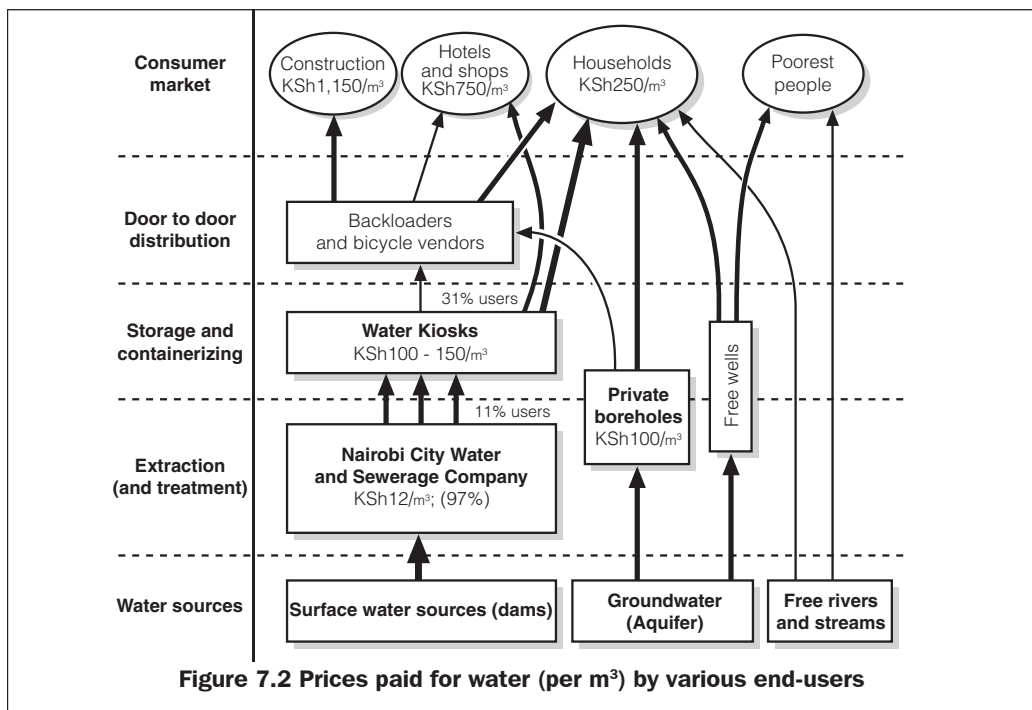 Consumer
market
Construction
KSh1,150/m³
Hotels
and shops
KSh750/m³
Households
KSh250/m³
Poorest
people
Door to door
distribution
Backloaders
and bicycle vendors
31% users
Storage and
containerizing
Water Kiosks
KSh100 - 150/m³
11% users
Private
boreholes
KSh100/m³
Free wells
Extraction
(and treatment)
Nairobi City Water
and Sewerage Company
KSh12/m³; (97%)
Water sources
Surface water sources (dams)
Groundwater
(Aquifer)
Free rivers
and streams
Figure 7.2 Prices paid for water (per m³) by various end-users